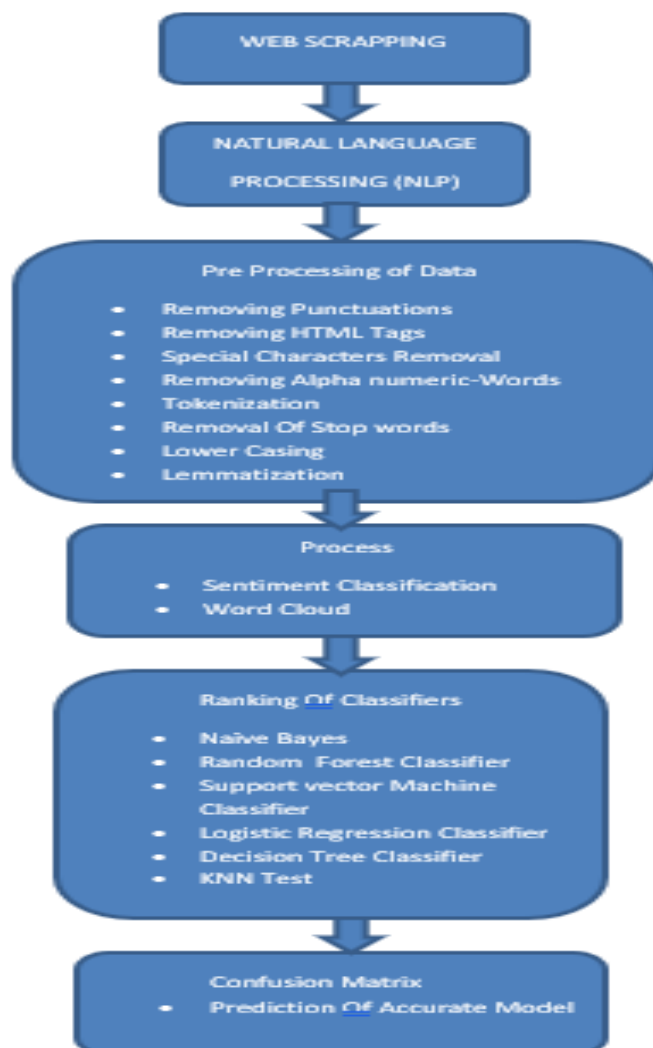 WEB SCRAPPING
NATURAL LANGUAGE
PROCESSING (NLP)
Pre Processing of Data
• Removing Punctuations
• Removing HTML Tags
• Special Characters Removal
• Removing Alpha numeric-Words
• Tokenization
• Removal Of Stop words
• Lower Casing
• Lemmatization
Process
• Sentiment Classification
• Word Cloud
Ranking Of Classifiers
• Naïve Bayes
• Random Forest Classifier
• Support vector Machine
Classifier
• Logistic Regression Classifier
• Decision Tree Classifier
• KNN Test
Confusion Matrix
• Prediction Of Accurate Model